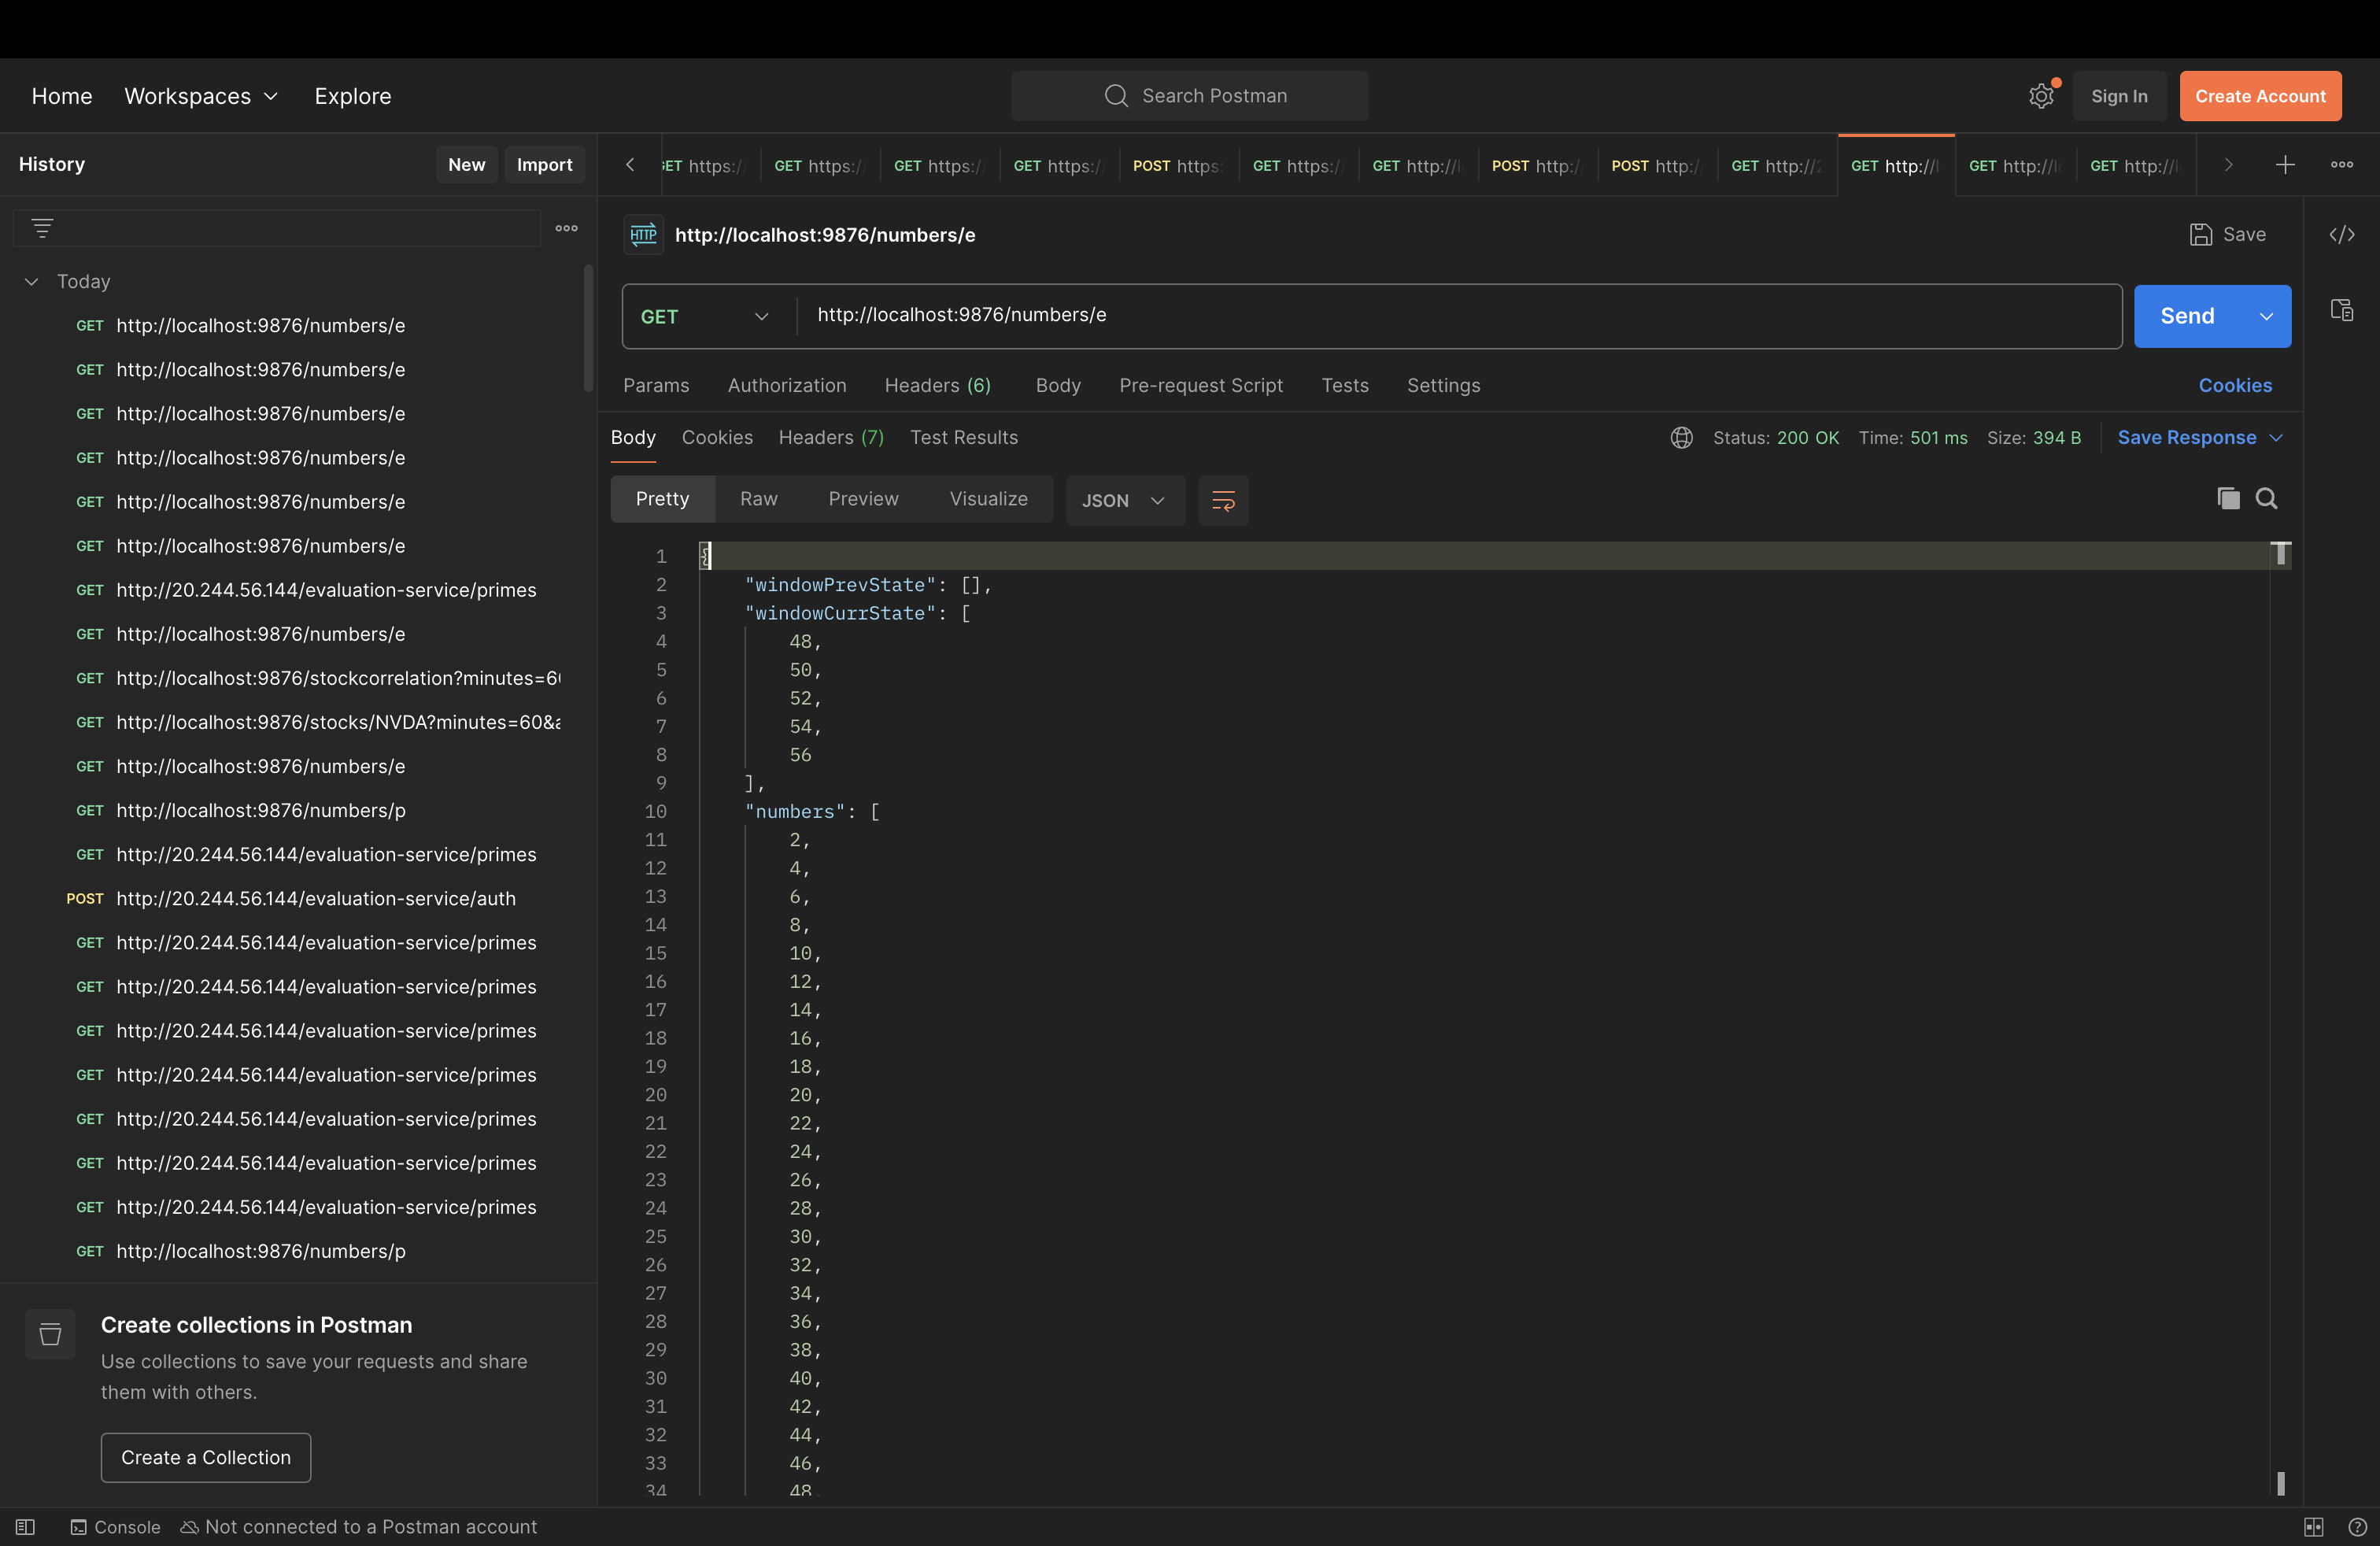 Home Workspaces Explore Search Postman Sign In Create Account
History New Import
GET https:/ GET https:/ GET https:/ POST https: GET https:/ GET http:// POST http:/ POST http:/ GET http:// GET http:// GET http:// GET http://
HTTP http://localhost:9876/numbers/e Save </>
Today
GET http://localhost:9876/numbers/e
GET http://localhost:9876/numbers/e
GET http://localhost:9876/numbers/e
GET http://localhost:9876/numbers/e
GET http://localhost:9876/numbers/e
GET http://localhost:9876/numbers/e
GET http://20.244.56.144/evaluation-service/primes
GET http://localhost:9876/numbers/e
GET http://localhost:9876/stockcorrelation?minutes=6
GET http://localhost:9876/stocks/NVDA?minutes=60&a
GET http://localhost:9876/numbers/e
GET http://localhost:9876/numbers/p
GET http://20.244.56.144/evaluation-service/primes
POST http://20.244.56.144/evaluation-service/auth
GET http://20.244.56.144/evaluation-service/primes
GET http://20.244.56.144/evaluation-service/primes
GET http://20.244.56.144/evaluation-service/primes
GET http://20.244.56.144/evaluation-service/primes
GET http://20.244.56.144/evaluation-service/primes
GET http://20.244.56.144/evaluation-service/primes
GET http://20.244.56.144/evaluation-service/primes
GET http://localhost:9876/numbers/p
Create collections in Postman
Use collections to save your requests and share
them with others.
Create a Collection
GET http://localhost:9876/numbers/e Send
Params Authorization Headers (6) Body Pre-request Script Tests Settings Cookies
Body Cookies Headers (7) Test Results Status: 200 OK Time: 501 ms Size: 394 B Save Response
Pretty Raw Preview Visualize JSON
1 {
2 "windowPrevState": [],
3 "windowCurrState": [
4 48,
5 50,
6 52,
7 54,
8 56
9 ],
10 "numbers": [
11 2,
12 4,
13 6,
14 8,
15 10,
16 12,
17 14,
18 16,
19 18,
20 20,
21 22,
22 24,
23 26,
24 28,
25 30,
26 32,
27 34,
28 36,
29 38,
30 40,
31 42,
32 44,
33 46,
34 48,
Console Not connected to a Postman account